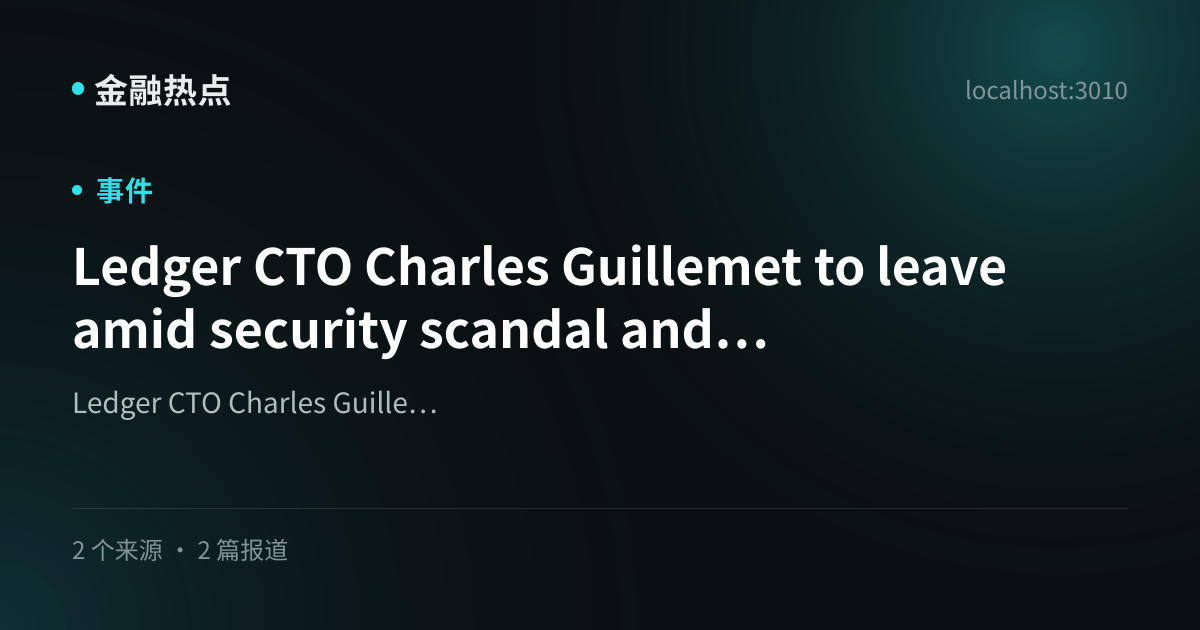 金融热点
localhost:3010
事件
Ledger CTO Charles Guillemet to leave
amid security scandal and…
Ledger CTO Charles Guille…
2 个来源 · 2 篇报道